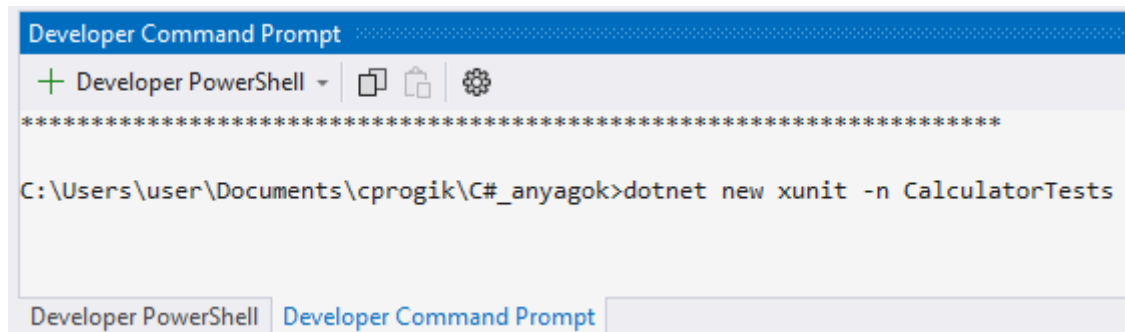 Developer Command Prompt
Developer PowerShell
**********************************************************************
C:\Users\user\Documents\cprogik\C#_anyagok>dotnet new xunit -n CalculatorTests
Developer PowerShell
Developer Command Prompt